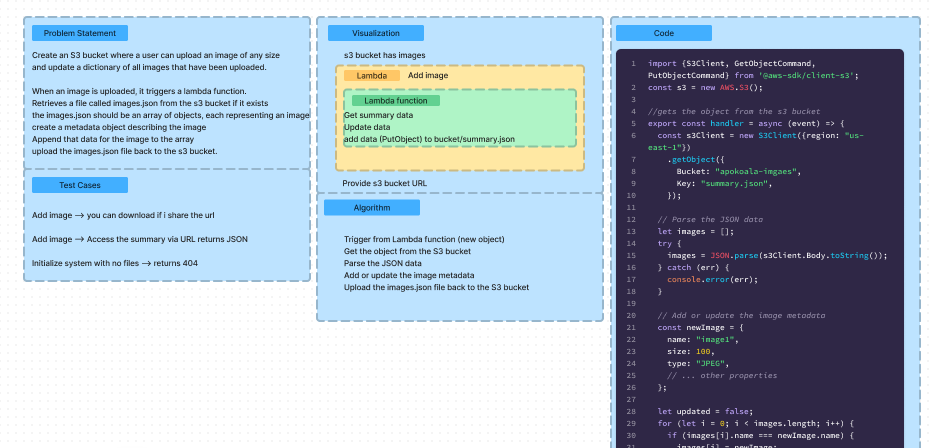 Problem Statement
Create an S3 bucket where a user can upload an image of any size
and update a dictionary of all images that have been uploaded.
When an image is uploaded, it triggers a lambda function.
Retrieves a file called images.json from the s3 bucket if it exists
the images.json should be an array of objects, each representing an image
create a metadata object describing the image
Append that data for the image to the array
upload the images.json file back to the s3 bucket.
Test Cases
Add image --> you can download if i share the url
Add image --> Access the summary via URL returns JSON
Initialize system with no files --> returns 404
Visualization
s3 bucket has images
Lambda Add image
Lambda function
Get summary data
Update data
add data (PutObject) to bucket/summary.json
Provide s3 bucket URL
Algorithm
Trigger from Lambda function (new object)
Get the object from the S3 bucket
Parse the JSON data
Add or update the image metadata
Upload the images.json file back to the S3 bucket
Code
1 import {S3Client, GetObjectCommand,
PutObjectCommand} from '@aws-sdk/client-s3';
2 const s3 = new AWS.S3();
3
4 //gets the object from the s3 bucket
5 export const handler = async (event) => {
6 const s3Client = new S3Client({region: "us-
east-1"})
7 .getObject({
8 Bucket: "apokoala-imgaes",
9 Key: "summary.json",
10 });
11
12 // Parse the JSON data
13 let images = [];
14 try {
15 images = JSON.parse(s3Client.Body.toString());
16 } catch (err) {
17 console.error(err);
18 }
19
20 // Add or update the image metadata
21 const newImage = {
22 name: "image1",
23 size: 100,
24 type: "JPEG",
25 // ... other properties
26 };
27
28 let updated = false;
29 for (let i = 0; i < images.length; i++) {
30 if (images[i].name === newImage.name) {
31 images[i] = newImage;